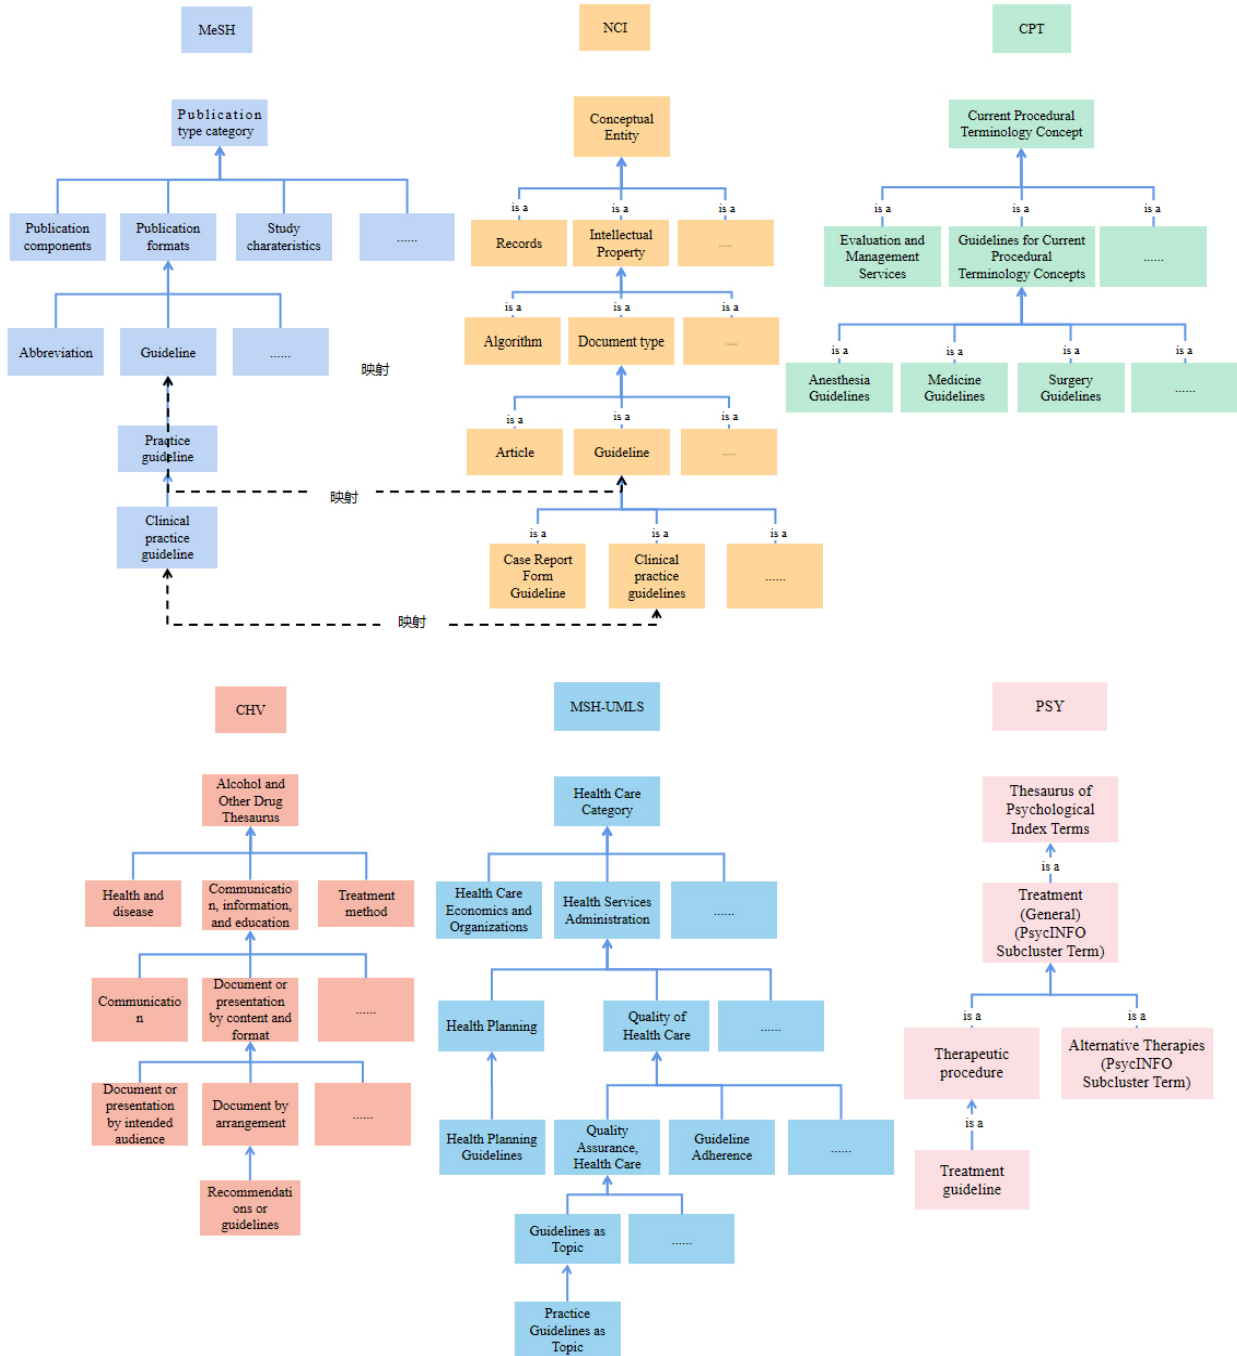 MeSH
NCI
CPT
Publication
type category
Conceptual
Entity
Current Procedural
Terminology Concept
is a
is a
is a
is a
is a
is a
Publication
components
Publication
formats
Study
charateristics
......
Records
Intellectual
Property
......
Evaluation and
Management
Services
Guidelines for Current
Procedural
Terminology Concepts
......
is a
is a
is a
Abbreviation
Guideline
......
映射
Algorithm
Document type
......
is a
is a
is a
is a
Anesthesia
Guidelines
Medicine
Guidelines
Surgery
Guidelines
......
is a
is a
is a
Practice
guideline
Article
Guideline
......
映射
is a
is a
is a
Clinical
practice
guideline
Case Report
Form
Guideline
Clinical
practice
guidelines
......
映射
CHV
MSH-UMLS
PSY
Alcohol and
Other Drug
Thesaurus
Health Care
Category
Thesaurus of
Psychological
Index Terms
is a
Health and
disease
Communicatio
n, information,
and education
Treatment
method
Health Care
Economics and
Organizations
Health Services
Administration
......
Treatment
(General)
(PsycINFO
Subcluster Term)
Communicatio
n
Document or
presentation
by content and
format
......
Health Planning
Quality of
Health Care
......
is a
is a
Therapeutic
procedure
Alternative Therapies
(PsycINFO
Subcluster Term)
Document or
presentation
by intended
audience
Document by
arrangement
......
Health Planning
Guidelines
Quality
Assurance,
Health Care
Guideline
Adherence
......
is a
Treatment
guideline
Recommendati
ons or
guidelines
Guidelines as
Topic
......
Practice
Guidelines as
Topic